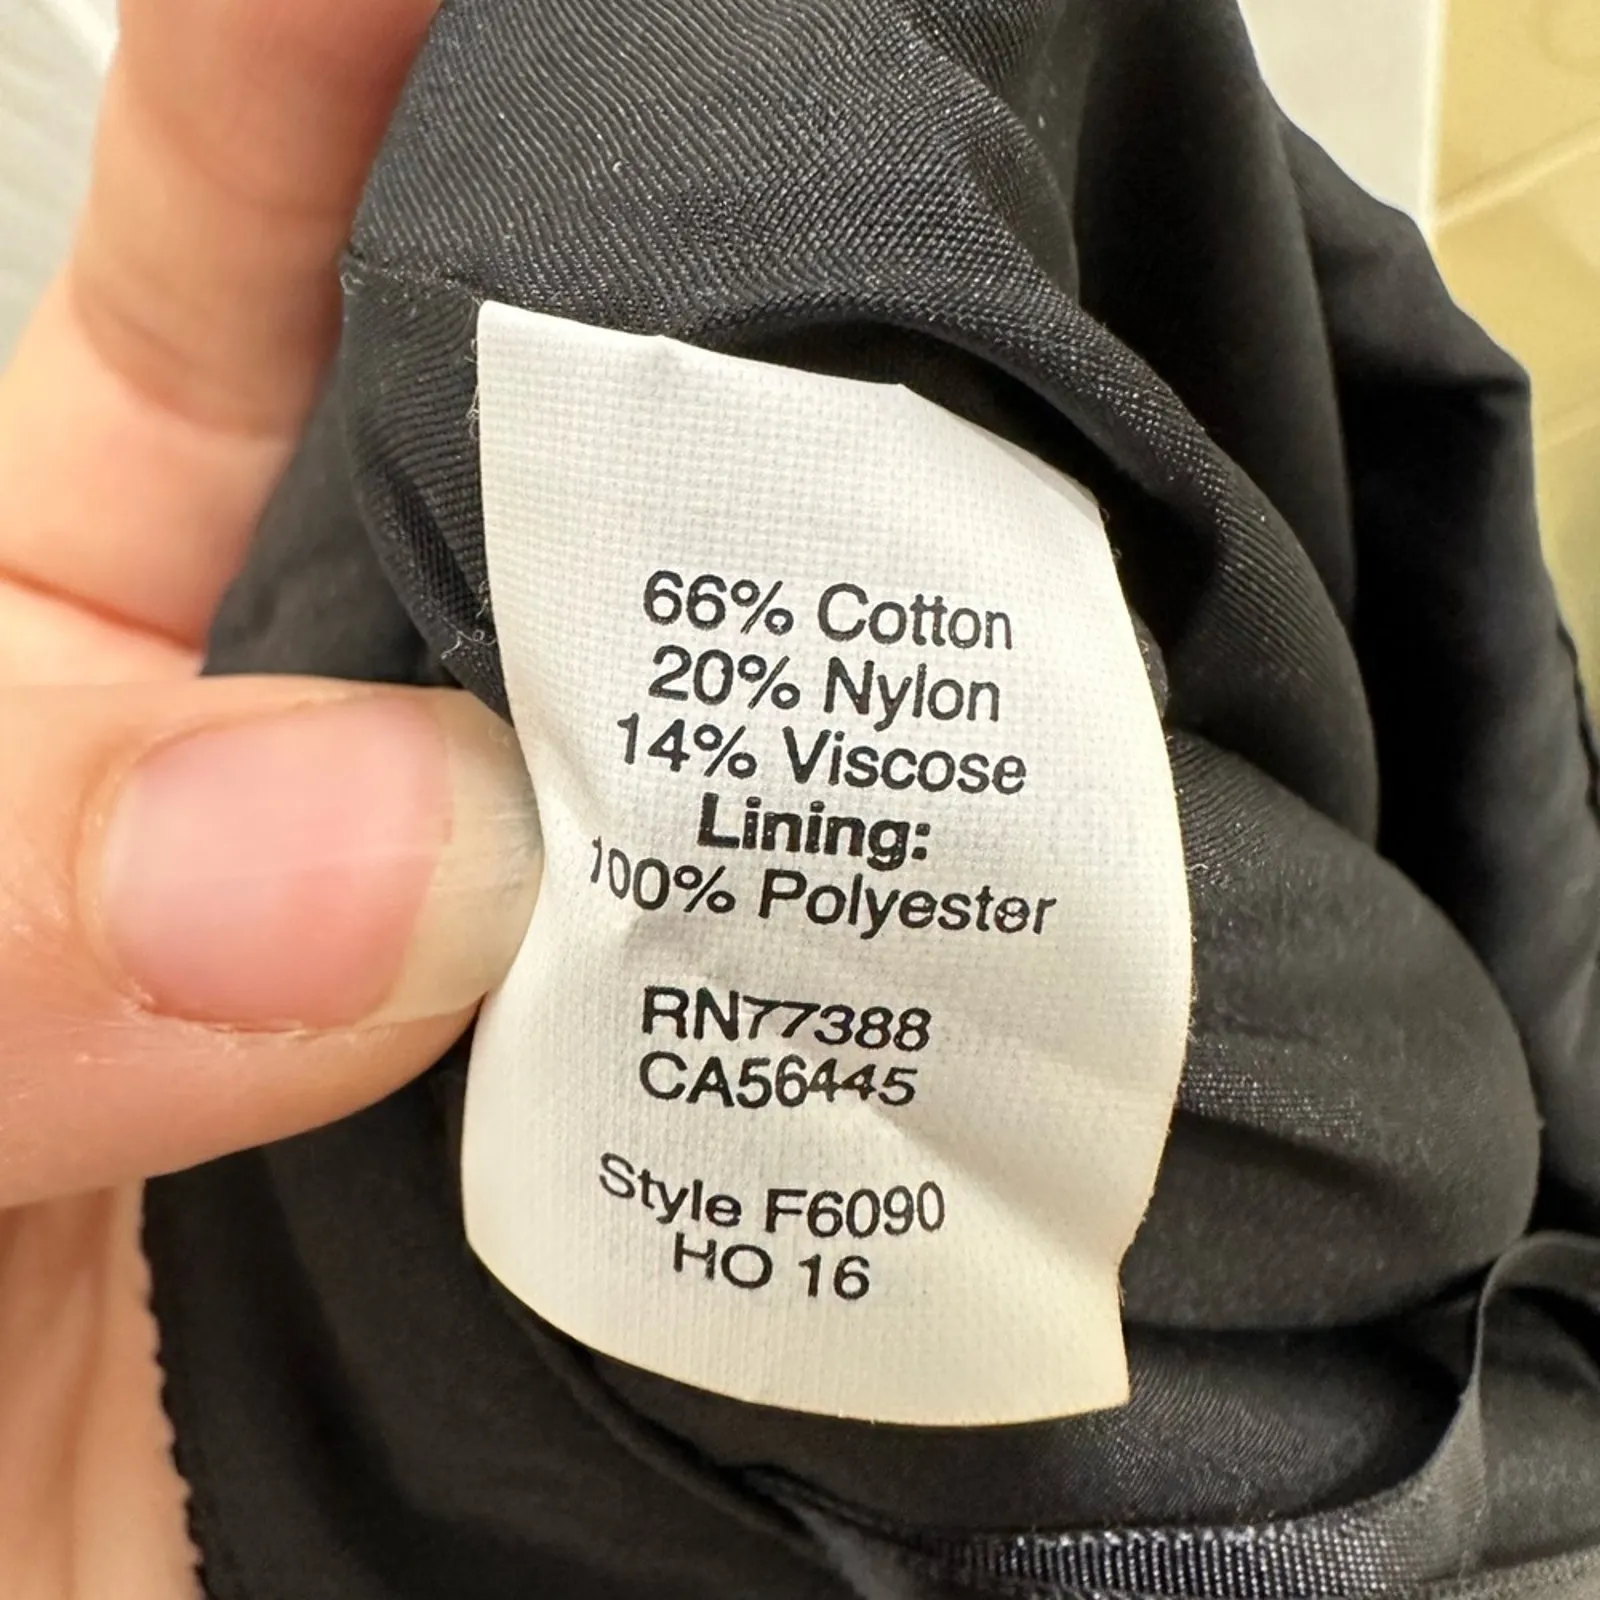 66% Cotton
20% Nylon
14% Viscose
Lining:
100% Polyester
RN77388
CA56445
Style F6090
HO 16